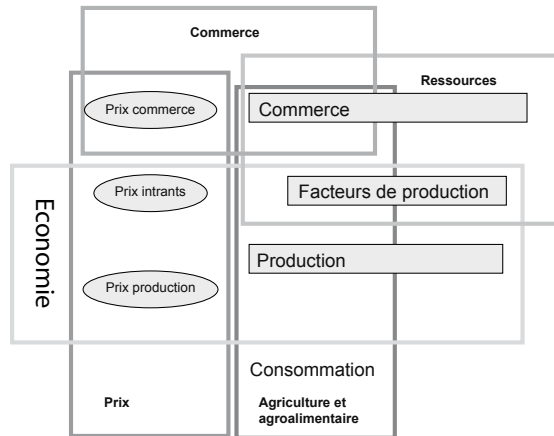 Commerce
Ressources
Prix commerce
Commerce
Prix intrants
Facteurs de production
Economie
Production
Prix production
Consommation
Prix
Agriculture et
agroalimentaire